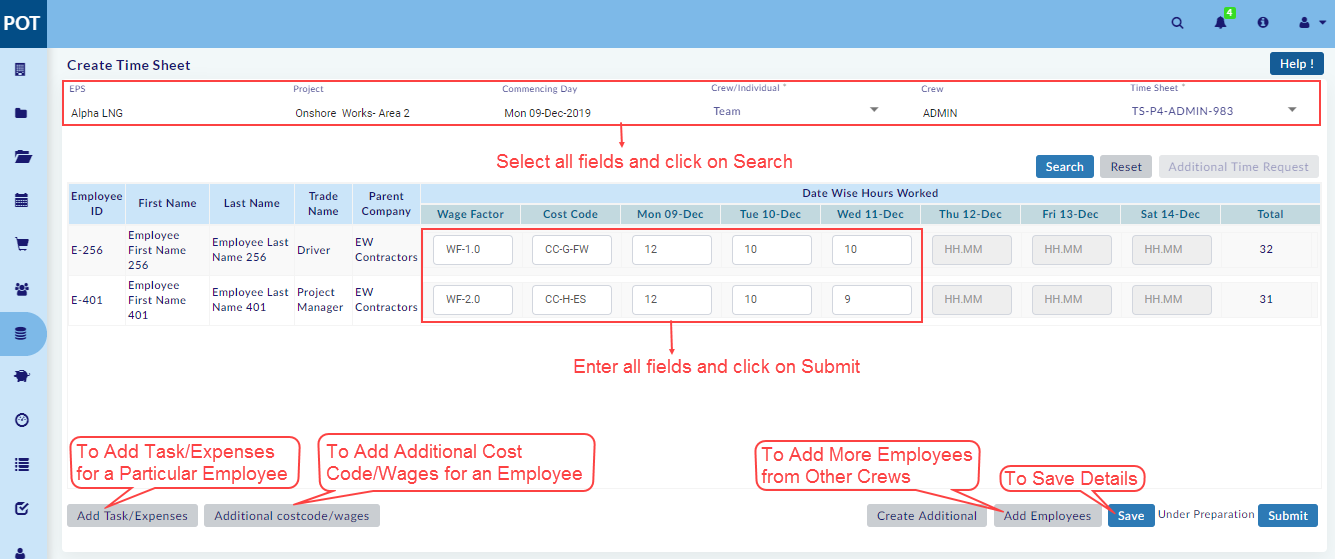 POT
4
Create Time Sheet
Help !
EPS Project Commencing Day Crew/Individual * Crew Time Sheet *
Alpha LNG Onshore Works- Area 2 Mon 09-Dec-2019 Team ADMIN TS-P4-ADMIN-983
Select all fields and click on Search
Search Reset Additional Time Request
Employee ID First Name Last Name Trade Name Parent Company Date Wise Hours Worked
Wage Factor Cost Code Mon 09-Dec Tue 10-Dec Wed 11-Dec Thu 12-Dec Fri 13-Dec Sat 14-Dec Total
E-256 Employee First Name 256 Employee Last Name 256 Driver EW Contractors WF-1.0 CC-G-FW 12 10 10 HH.MM HH.MM HH.MM 32
E-401 Employee First Name 401 Employee Last Name 401 Project Manager EW Contractors WF-2.0 CC-H-ES 12 10 9 HH.MM HH.MM HH.MM 31
Enter all fields and click on Submit
To Add Task/Expenses
for a Particular Employee
To Add Additional Cost
Code/Wages for an Employee
To Add More Employees
from Other Crews
To Save Details
Add Task/Expenses Additional costcode/wages Create Additional Add Employees Save Under Preparation Submit